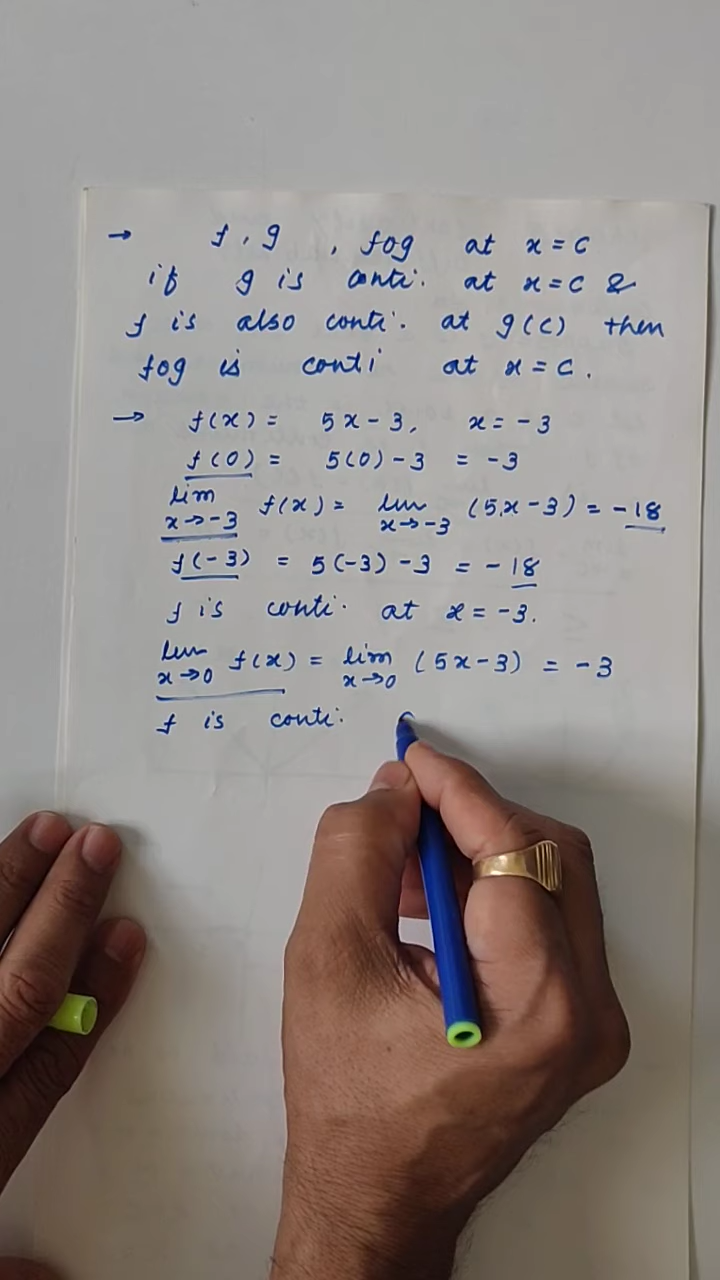 → f, g , fog at x = c
if g is conti. at x = c &
f is also conti. at g(c) then
fog is conti at x = c.
→ f(x) = 5x - 3, x = -3
f(0) = 5(0) - 3 = -3
lim x→-3 f(x) = lim x→-3 (5x - 3) = -18
f(-3) = 5(-3) - 3 = -18
f is conti. at x = -3.
lim x→0 f(x) = lim x→0 (5x - 3) = -3
f is conti.